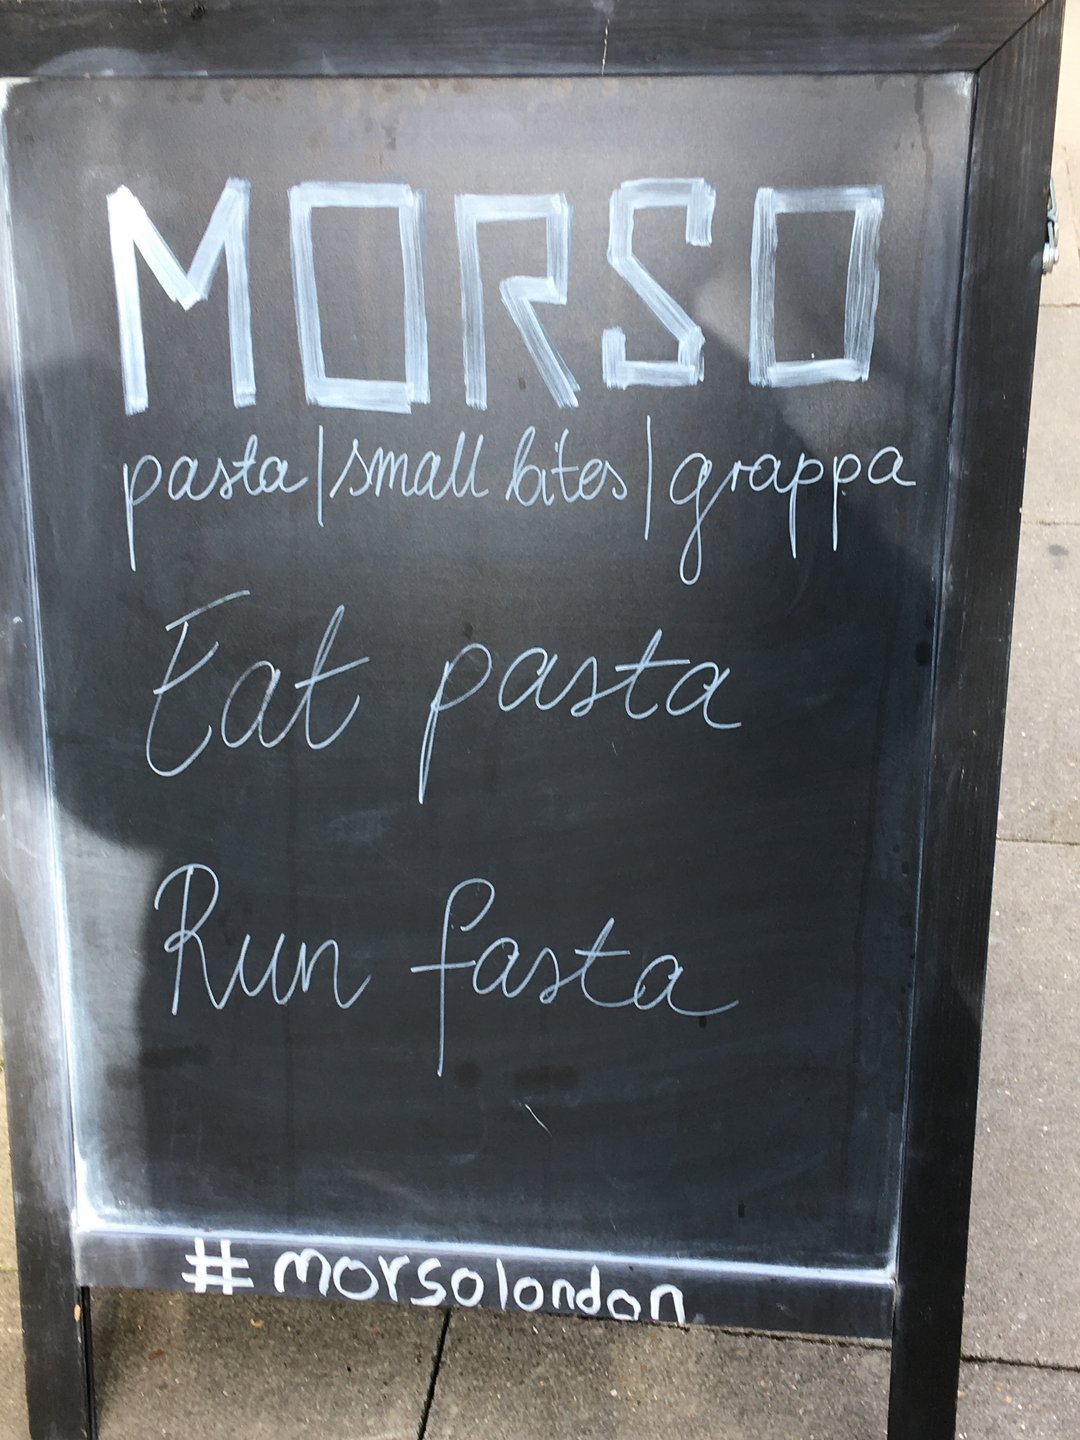 MORSO
pasta | small bites | grappa
Eat pasta
Run fasta
#morsolondon